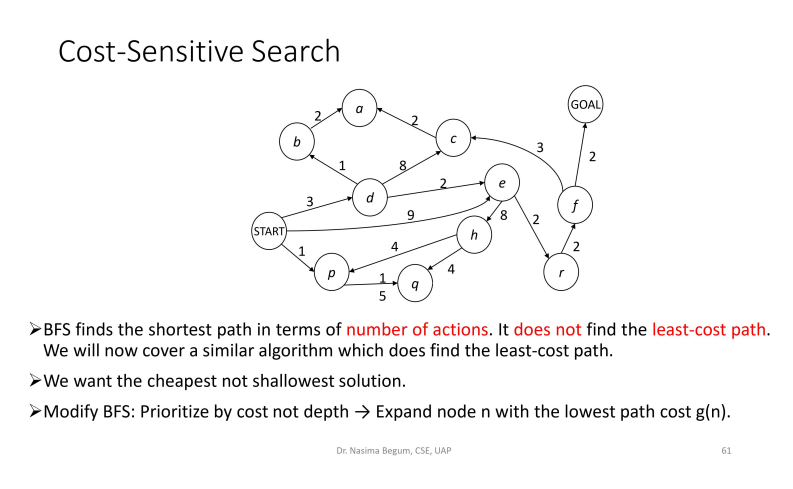 Cost-Sensitive Search
GOAL
a
2
2
b
c
3
2
1
8
2
e
d
3
f
9
8
2
START
h
4
2
1
p
4
r
1
q
5
➢BFS finds the shortest path in terms of number of actions. It does not find the least-cost path.
We will now cover a similar algorithm which does find the least-cost path.
➢We want the cheapest not shallowest solution.
➢Modify BFS: Prioritize by cost not depth → Expand node n with the lowest path cost g(n).
Dr. Nasima Begum, CSE, UAP
61